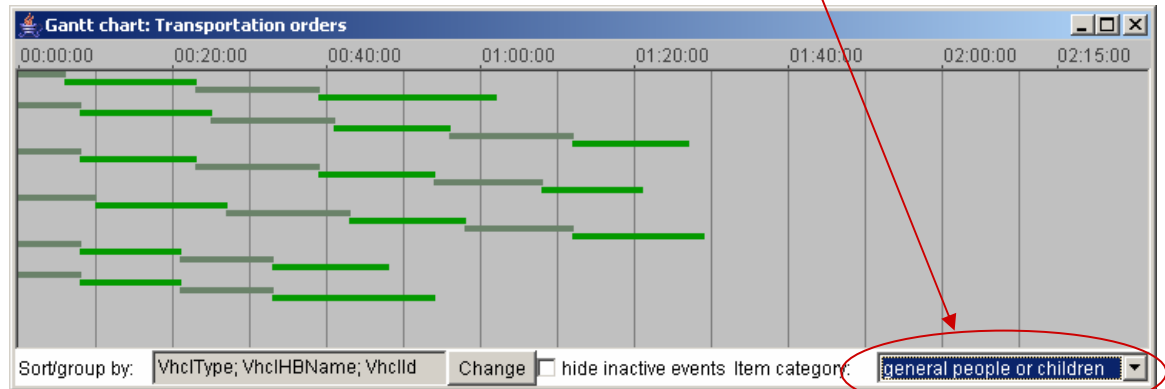 Gantt chart: Transportation orders
00:00:00 00:20:00 00:40:00 01:00:00 01:20:00 01:40:00 02:00:00 02:15:00
Sort/group by: VhclType; VhclHBName; VhclId Change hide inactive events Item category: general people or children